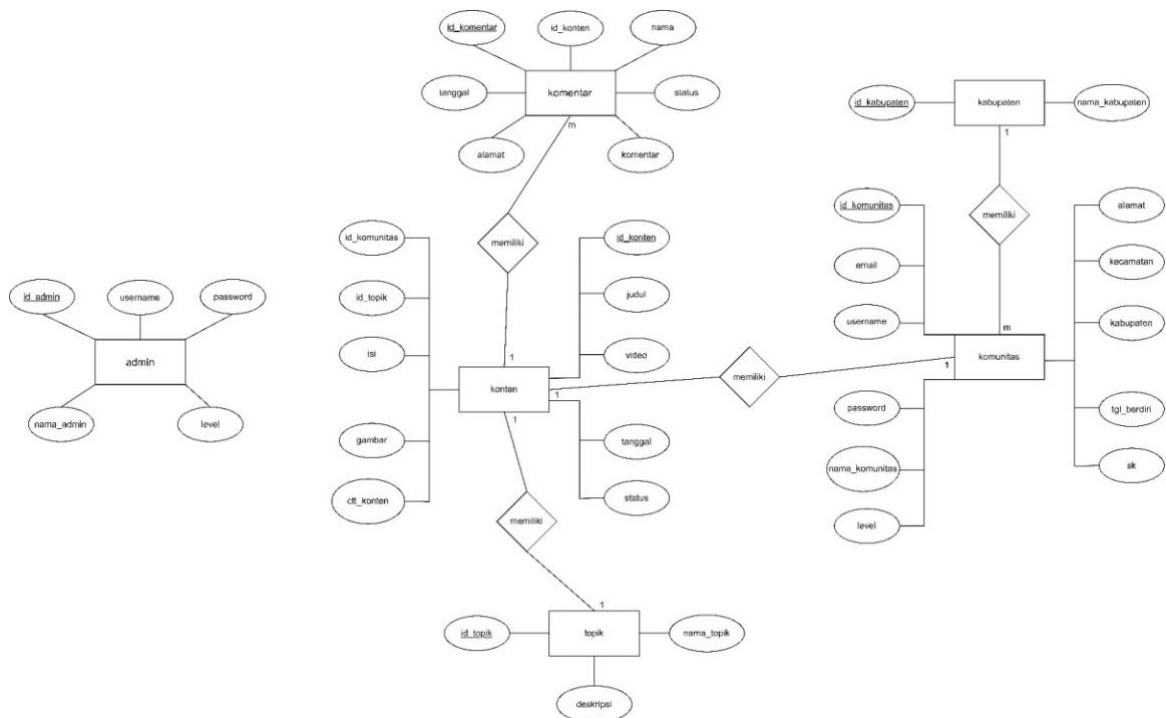 id_komentar
id_konten
nama
tanggal
komentar
status
alamat
komentar
m
memiliki
1
id_kabupaten
kabupaten
nama_kabupaten
1
memiliki
m
id_admin
username
password
admin
nama_admin
level
id_komunitas
id_topik
isi
gambar
ctt_konten
konten
id_konten
judul
video
tanggal
status
1
memiliki
1
id_komunitas
email
username
password
nama_komunitas
level
komunitas
alamat
kecamatan
kabupaten
tgl_berdiri
1
memiliki
1
id_topik
topik
nama_topik
deskripsi